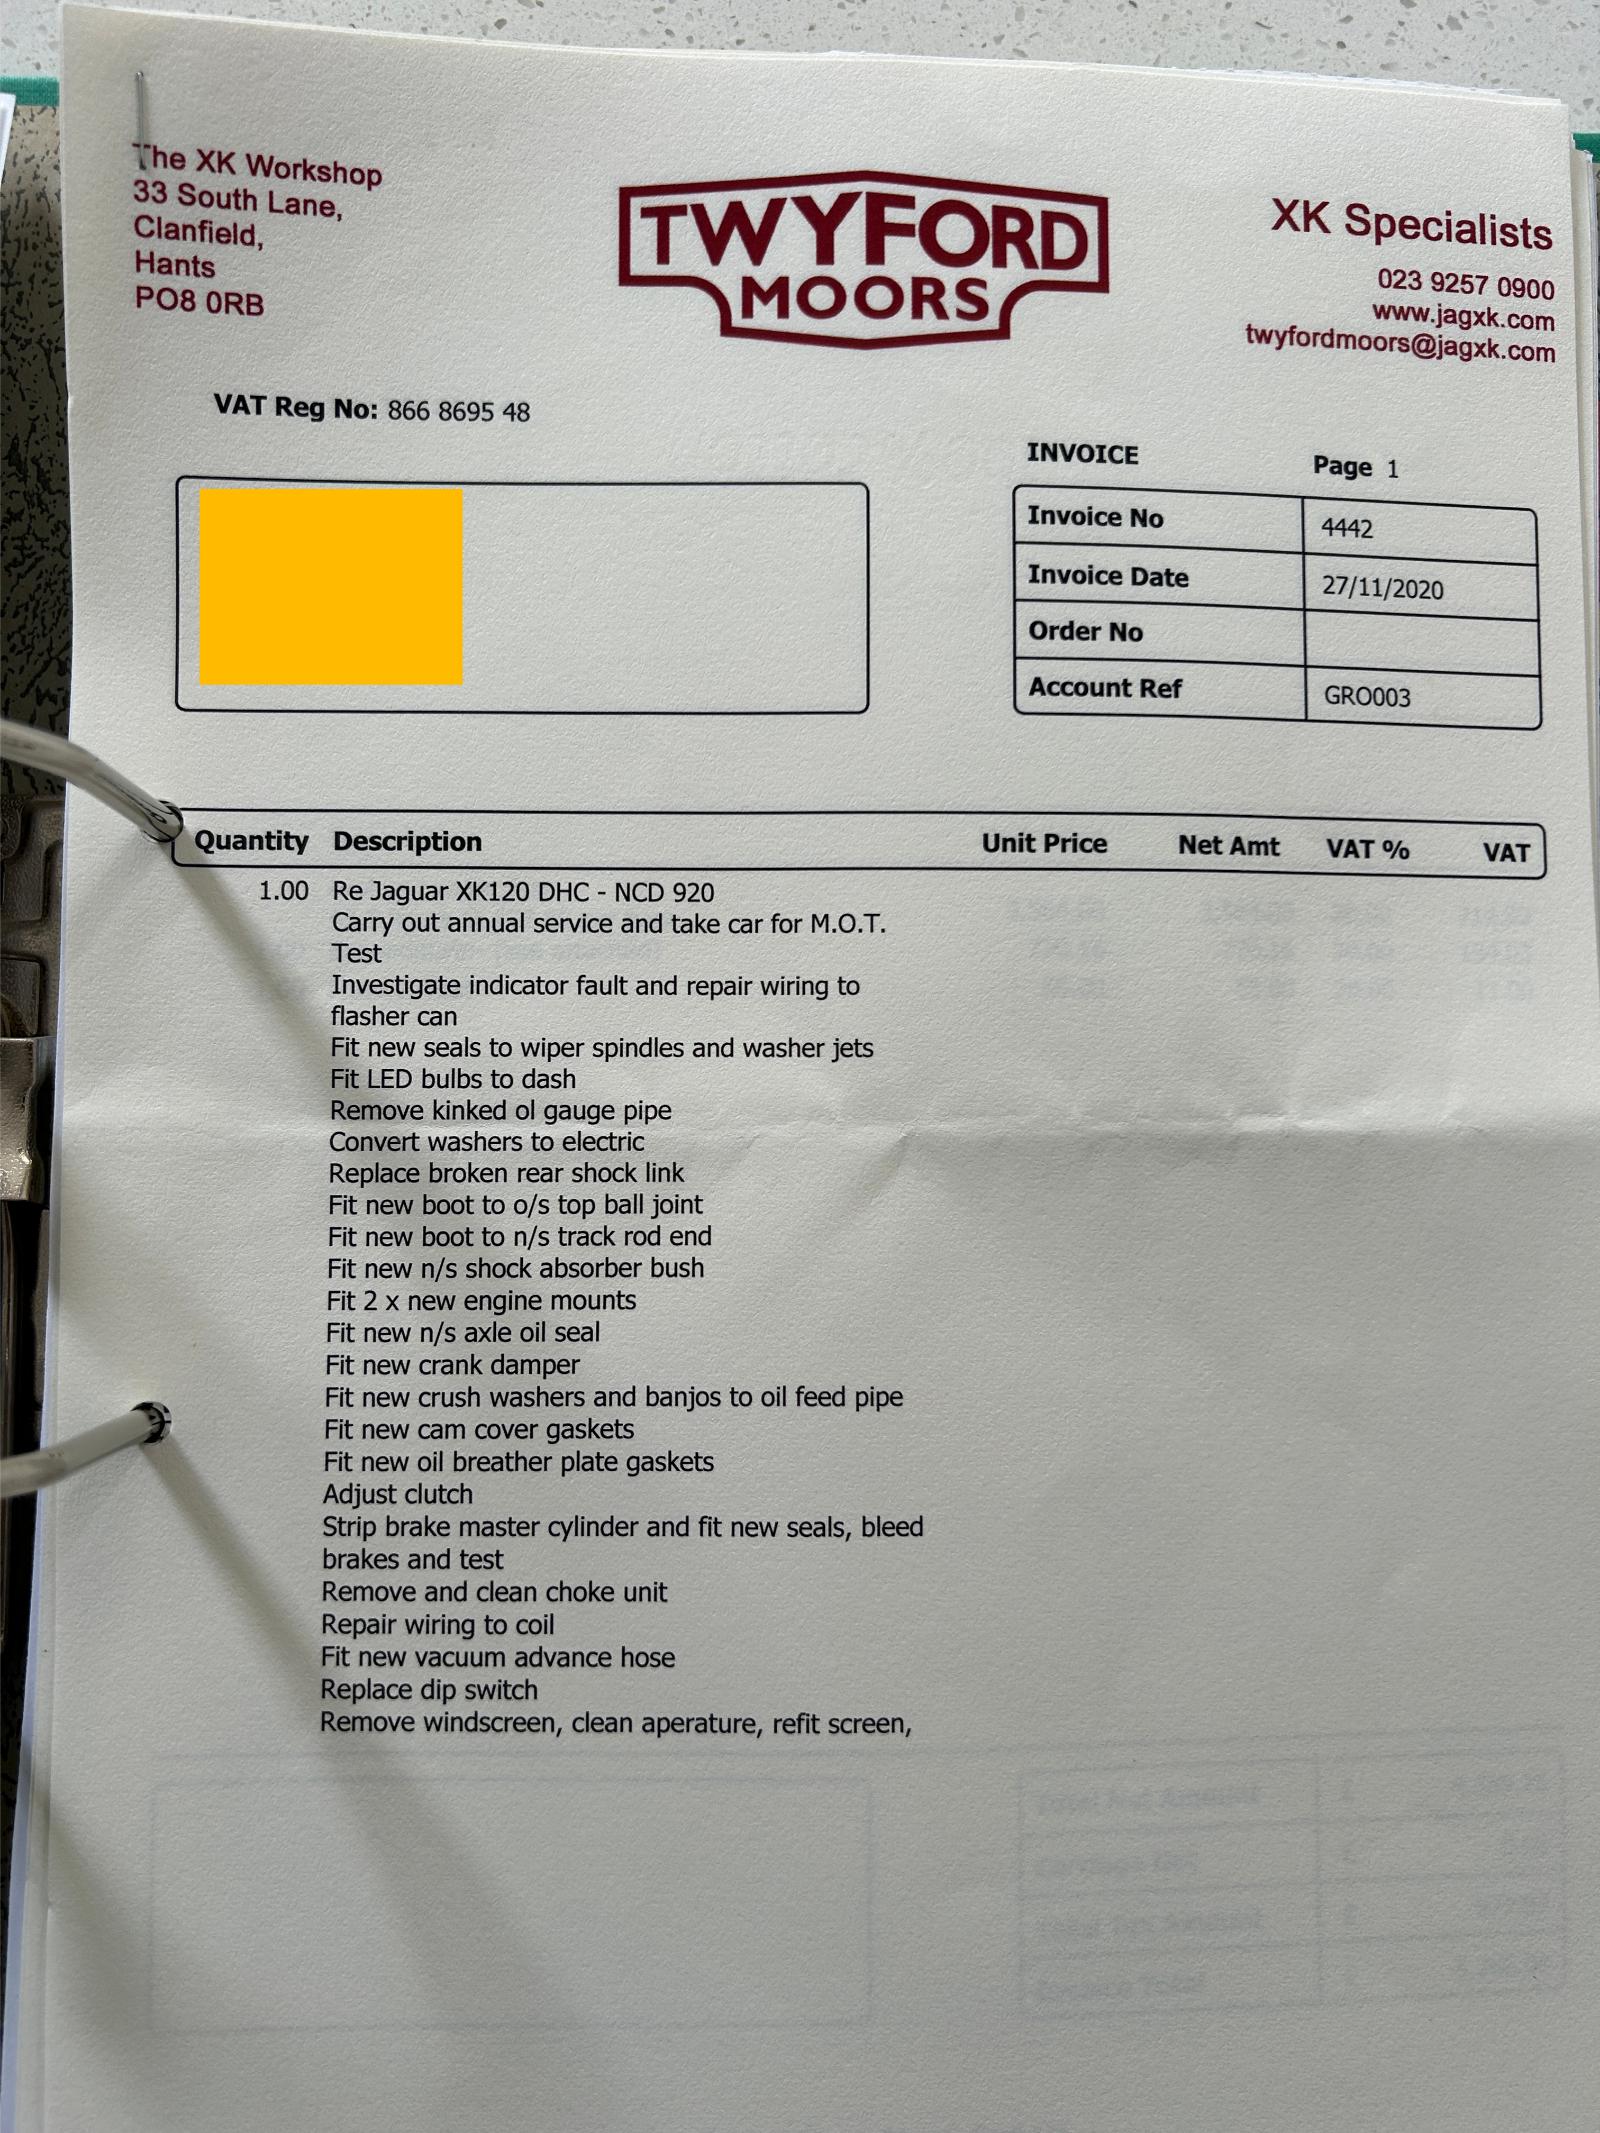 The XK Workshop
33 South Lane,
Clanfield,
Hants
PO8 0RB
TWYFORD
MOORS
XK Specialists
023 9257 0900
www.jagxk.com
twyfordmoors@jagxk.com
VAT Reg No: 866 8695 48
INVOICE Page 1
Invoice No 4442
Invoice Date 27/11/2020
Order No
Account Ref GRO003
Quantity Description Unit Price Net Amt VAT % VAT
1.00 Re Jaguar XK120 DHC - NCD 920
Carry out annual service and take car for M.O.T.
Test
Investigate indicator fault and repair wiring to
flasher can
Fit new seals to wiper spindles and washer jets
Fit LED bulbs to dash
Remove kinked ol gauge pipe
Convert washers to electric
Replace broken rear shock link
Fit new boot to o/s top ball joint
Fit new boot to n/s track rod end
Fit new n/s shock absorber bush
Fit 2 x new engine mounts
Fit new n/s axle oil seal
Fit new crank damper
Fit new crush washers and banjos to oil feed pipe
Fit new cam cover gaskets
Fit new oil breather plate gaskets
Adjust clutch
Strip brake master cylinder and fit new seals, bleed
brakes and test
Remove and clean choke unit
Repair wiring to coil
Fit new vacuum advance hose
Replace dip switch
Remove windscreen, clean aperature, refit screen,
Total Net Amount £
Invoice Total